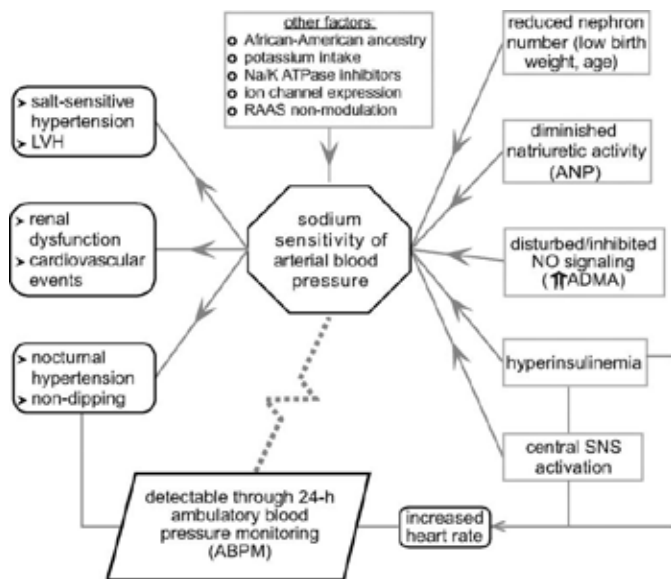 other factors:
African-American ancestry
potassium intake
Na/K ATPase inhibitors
ion channel expression
RAAS non-modulation
reduced nephron
number (low birth
weight, age)
salt-sensitive
hypertension
LVH
diminished
natriuretic activity
(ANP)
renal
dysfunction
cardiovascular
events
sodium
sensitivity of
arterial blood
pressure
disturbed/inhibited
NO signaling
(⇑ADMA)
nocturnal
hypertension
non-dipping
hyperinsulinemia
central SNS
activation
detectable through 24-h
ambulatory blood
pressure monitoring
(ABPM)
increased
heart rate